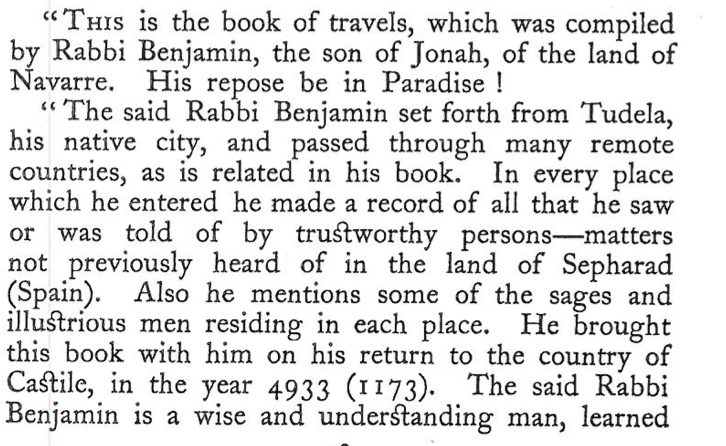 “THIS is the book of travels, which was compiled
by Rabbi Benjamin, the son of Jonah, of the land of
Navarre. His repose be in Paradise !
“The said Rabbi Benjamin set forth from Tudela,
his native city, and passed through many remote
countries, as is related in his book. In every place
which he entered he made a record of all that he saw
or was told of by trustworthy persons—matters
not previously heard of in the land of Sepharad
(Spain). Also he mentions some of the sages and
illustrious men residing in each place. He brought
this book with him on his return to the country of
Castile, in the year 4933 (1173). The said Rabbi
Benjamin is a wise and understanding man, learned